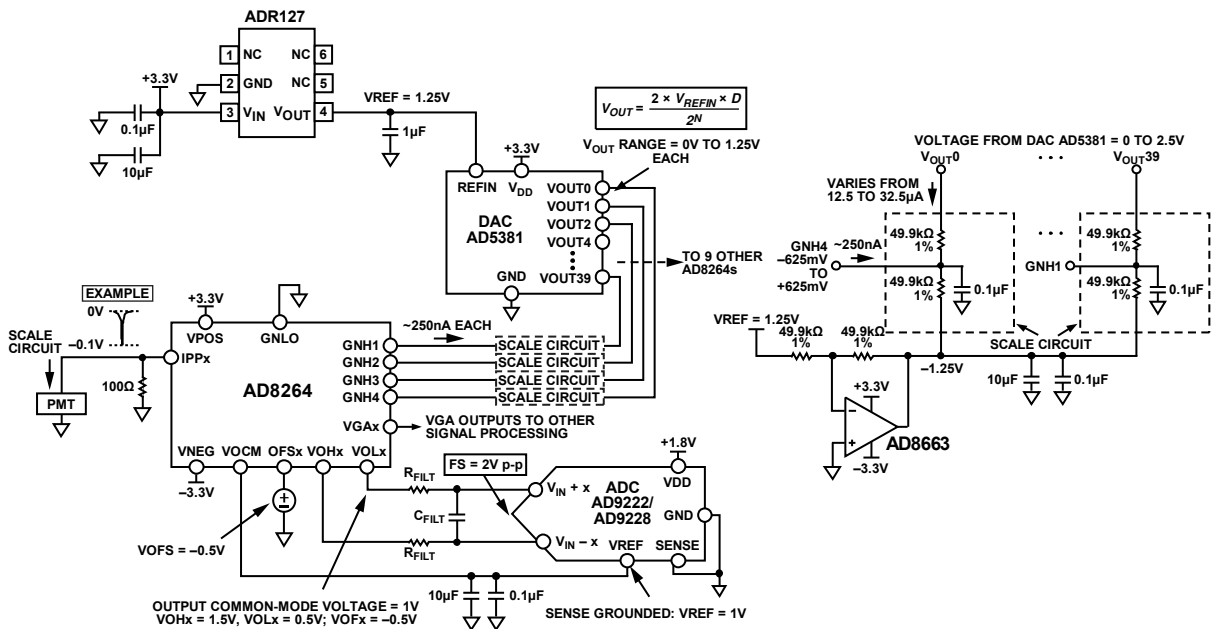 ADR127
1 NC
NC 6
2 GND
NC 5
3 VIN
VOUT 4
+3.3V
0.1µF
10µF
VREF = 1.25V
1µF
VOUT = 2 × VREFIN × D / 2N
VOUT RANGE = 0V TO 1.25V
EACH
+3.3V
REFIN
VDD
DAC
AD5381
VOUT0
VOUT1
VOUT2
VOUT4
VOUT39
GND
TO 9 OTHER
AD8264s
VOLTAGE FROM DAC AD5381 = 0 TO 2.5V
VOUT0
· · ·
VOUT39
VARIES FROM
12.5 TO 32.5µA
49.9kΩ
1%
49.9kΩ
1%
0.1µF
GNH4
–625mV
TO
+625mV
~250nA
· · ·
49.9kΩ
1%
49.9kΩ
1%
0.1µF
GNH1
SCALE CIRCUIT
VREF = 1.25V
49.9kΩ
1%
49.9kΩ
1%
–1.25V
10µF
0.1µF
+3.3V
–
+
AD8663
–3.3V
EXAMPLE
0V
–0.1V
SCALE
CIRCUIT
PMT
100Ω
IPPx
+3.3V
VPOS
GNLO
AD8264
GNH1
GNH2
GNH3
GNH4
VGAx
~250nA EACH
SCALE CIRCUIT
SCALE CIRCUIT
SCALE CIRCUIT
SCALE CIRCUIT
VGA OUTPUTS TO OTHER
SIGNAL PROCESSING
VNEG
VOCM
OFSx
VOHx
VOLx
–3.3V
±
VOFS = –0.5V
RFILT
CFILT
RFILT
FS = 2V p-p
+1.8V
VDD
VIN + x
ADC
AD9222/
AD9228
GND
VIN – x
VREF
SENSE
10µF
0.1µF
OUTPUT COMMON-MODE VOLTAGE = 1V
VOHx = 1.5V, VOLx = 0.5V; VOFx = –0.5V
SENSE GROUNDED: VREF = 1V